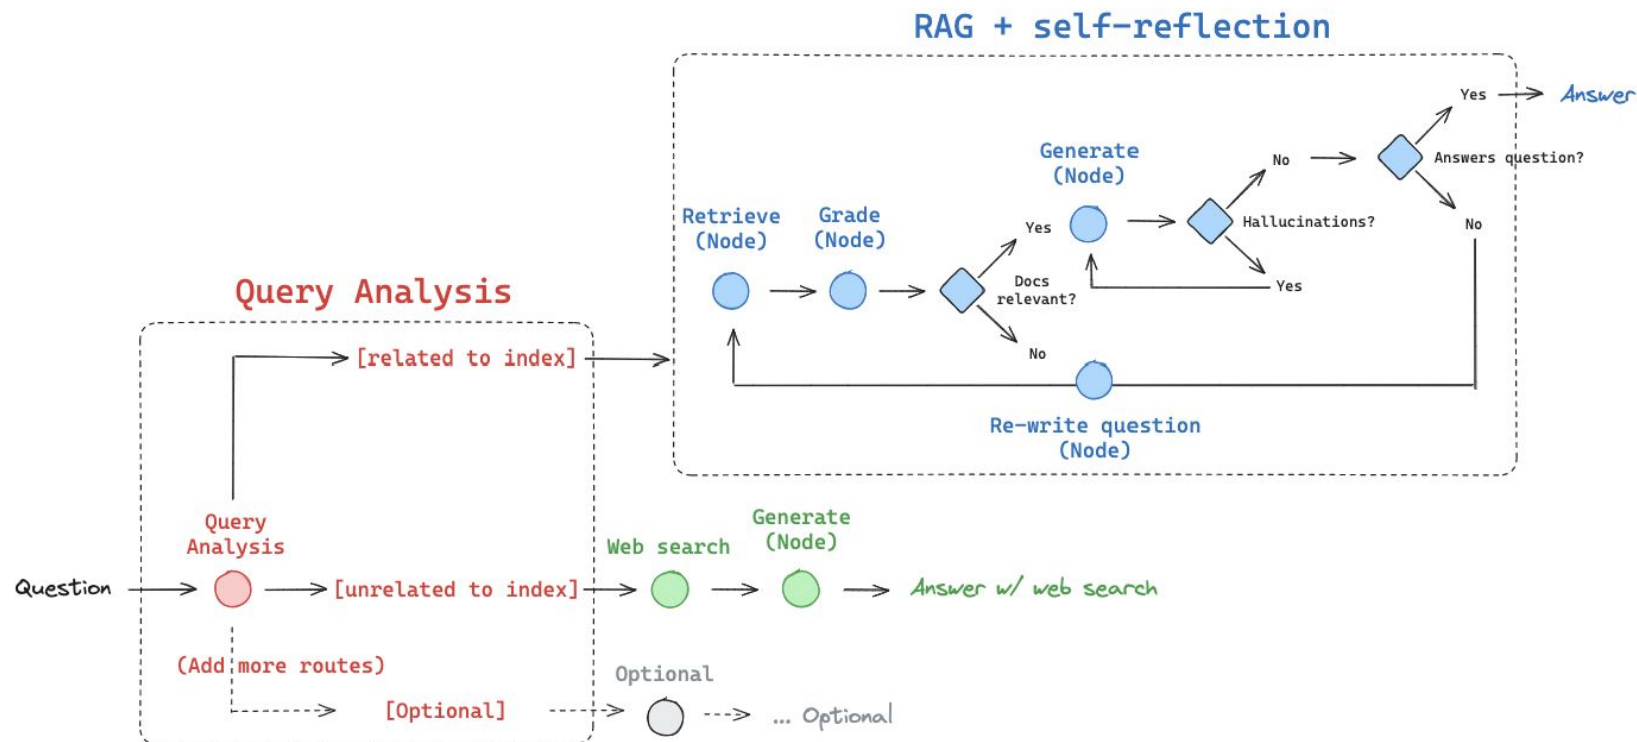 RAG + self-reflection
Yes
Answer
Generate
(Node)
No
Answers question?
Retrieve
(Node)
Grade
(Node)
Yes
Hallucinations?
No
Docs
relevant?
Yes
No
Re-write question
(Node)
Query Analysis
[related to index]
Query
Analysis
Question
[unrelated to index]
Web search
Generate
(Node)
Answer w/ web search
(Add more routes)
[Optional]
Optional
... Optional